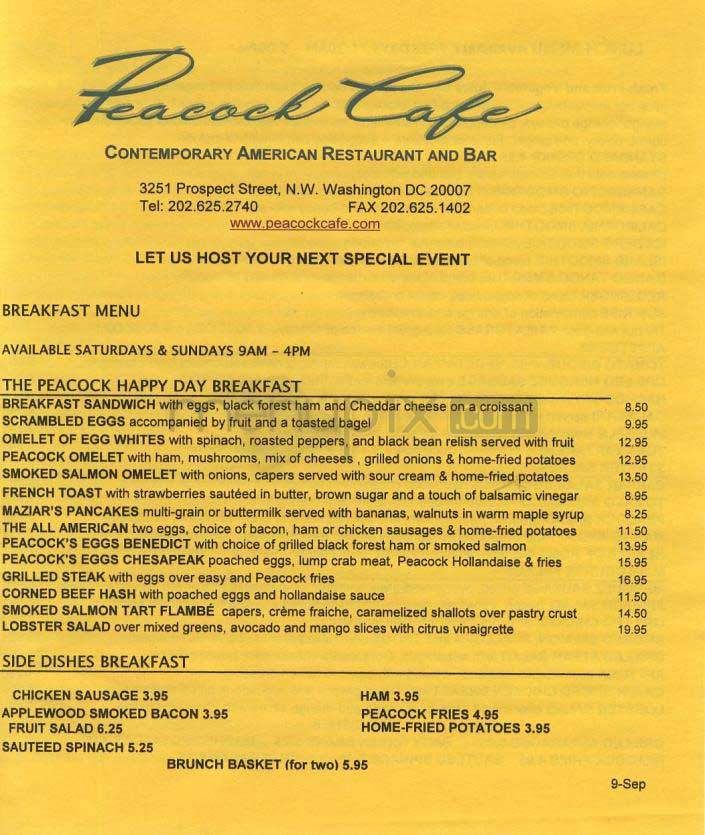 Peacock Cafe
CONTEMPORARY AMERICAN RESTAURANT AND BAR
3251 Prospect Street, N.W. Washington DC 20007
Tel: 202.625.2740 FAX 202.625.1402
www.peacockcafe.com
LET US HOST YOUR NEXT SPECIAL EVENT
BREAKFAST MENU
AVAILABLE SATURDAYS & SUNDAYS 9AM – 4PM
THE PEACOCK HAPPY DAY BREAKFAST
BREAKFAST SANDWICH with eggs, black forest ham and Cheddar cheese on a croissant 8.50
SCRAMBLED EGGS accompanied by fruit and a toasted bagel 9.95
OMELET OF EGG WHITES with spinach, roasted peppers, and black bean relish served with fruit 12.95
PEACOCK OMELET with ham, mushrooms, mix of cheeses , grilled onions & home-fried potatoes 12.95
SMOKED SALMON OMELET with onions, capers served with sour cream & home-fried potatoes 13.50
FRENCH TOAST with strawberries sautéed in butter, brown sugar and a touch of balsamic vinegar 8.95
MAZIAR'S PANCAKES multi-grain or buttermilk served with bananas, walnuts in warm maple syrup 8.25
THE ALL AMERICAN two eggs, choice of bacon, ham or chicken sausages & home-fried potatoes 11.50
PEACOCK'S EGGS BENEDICT with choice of grilled black forest ham or smoked salmon 13.95
PEACOCK'S EGGS CHESAPEAK poached eggs, lump crab meat, Peacock Hollandaise & fries 15.95
GRILLED STEAK with eggs over easy and Peacock fries 16.95
CORNED BEEF HASH with poached eggs and hollandaise sauce 11.50
SMOKED SALMON TART FLAMBÉ capers, crème fraiche, caramelized shallots over pastry crust 14.50
LOBSTER SALAD over mixed greens, avocado and mango slices with citrus vinaigrette 19.95
menupix.com
SIDE DISHES BREAKFAST
CHICKEN SAUSAGE 3.95 HAM 3.95
APPLEWOOD SMOKED BACON 3.95 PEACOCK FRIES 4.95
FRUIT SALAD 6.25 HOME-FRIED POTATOES 3.95
SAUTEED SPINACH 5.25
BRUNCH BASKET (for two) 5.95
9-Sep